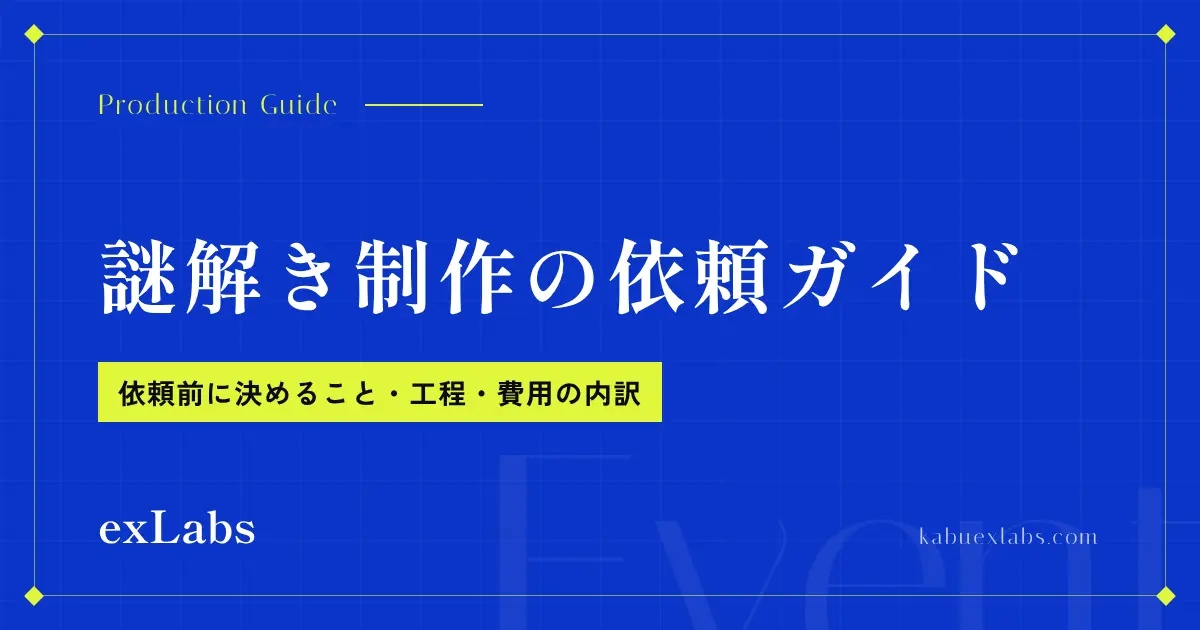 Production Guide
謎解き制作の依頼ガイド
依頼前に決めること・工程・費用の内訳
exLabs
kabuexlabs.com
Event